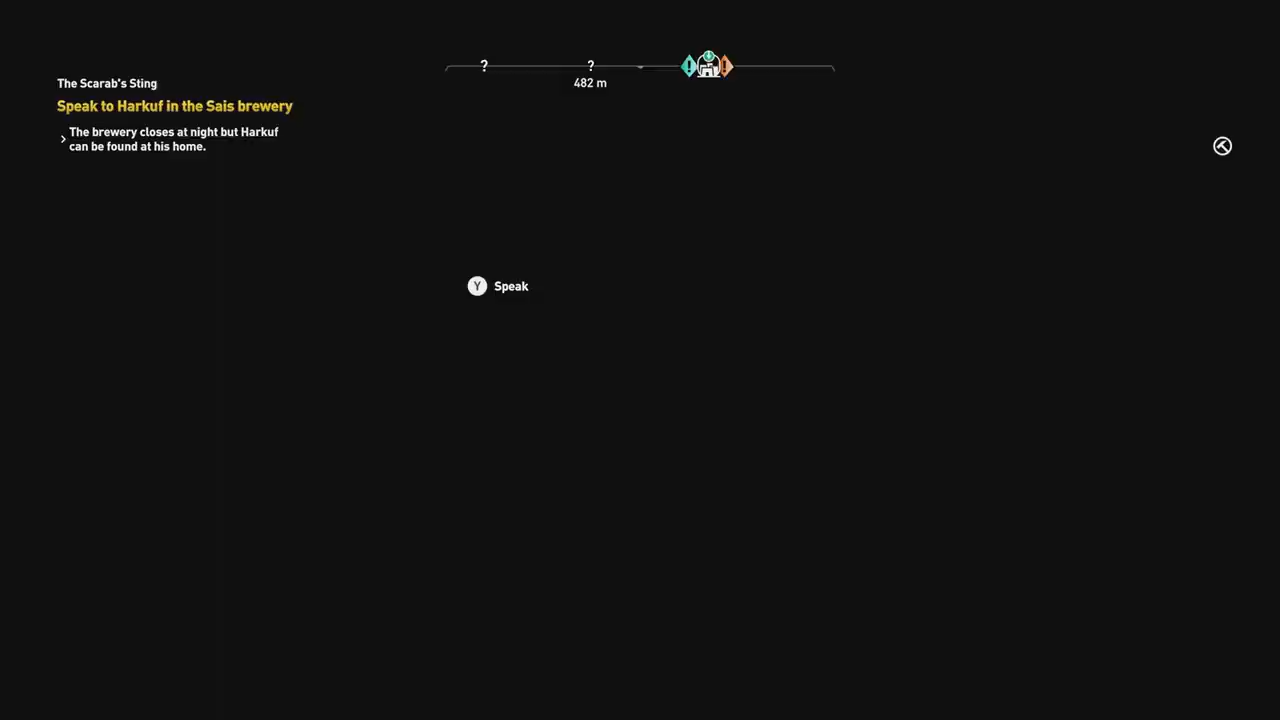 ? ?
482 m
The Scarab's Sting
Speak to Harkuf in the Sais brewery
The brewery closes at night but Harkuf
can be found at his home.
Y Speak